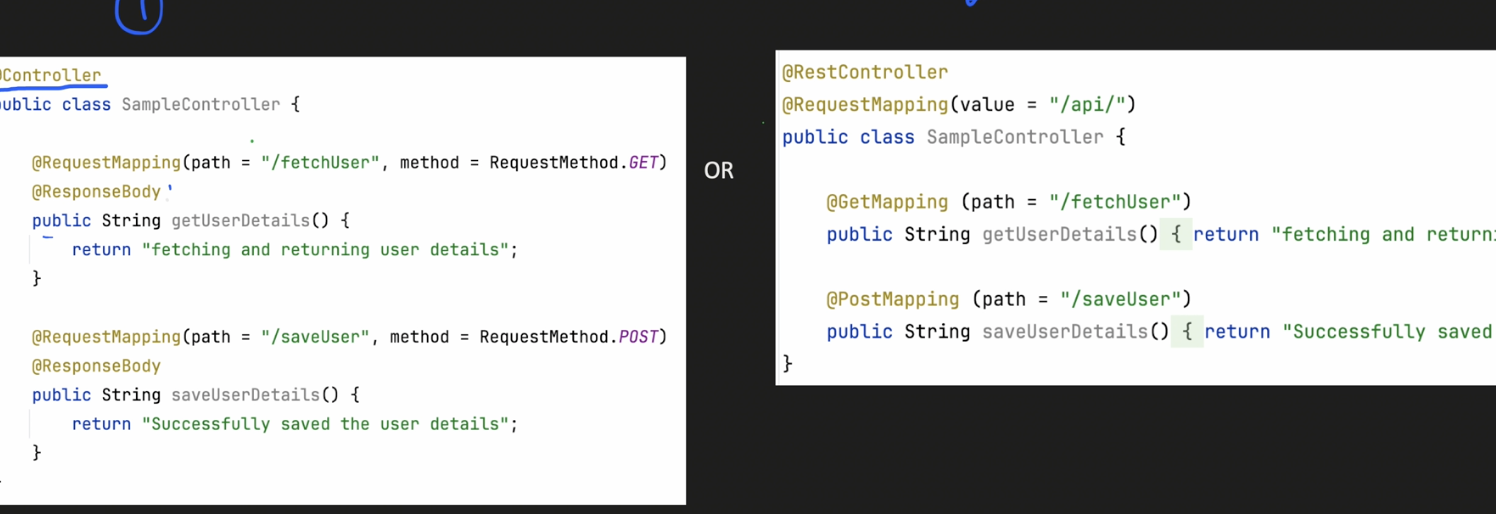 1
@Controller
public class SampleController {
@RequestMapping(path = "/fetchUser", method = RequestMethod.GET)
@ResponseBody
public String getUserDetails() {
return "fetching and returning user details";
}
@RequestMapping(path = "/saveUser", method = RequestMethod.POST)
@ResponseBody
public String saveUserDetails() {
return "Successfully saved the user details";
}
OR
@RestController
@RequestMapping(value = "/api/")
public class SampleController {
@GetMapping (path = "/fetchUser")
public String getUserDetails() { return "fetching and returni
@PostMapping (path = "/saveUser")
public String saveUserDetails() { return "Successfully saved
}